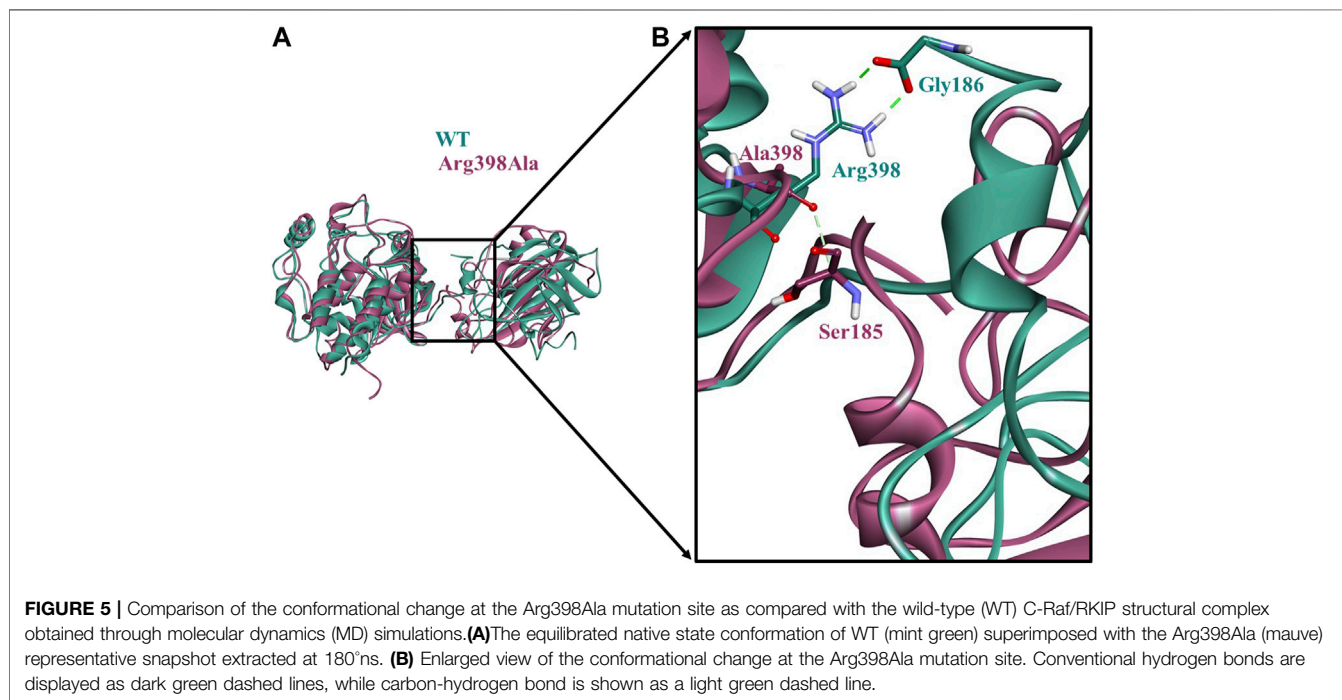 A
B
WT
Arg398Ala
Gly186
Ala398
Arg398
Ser185
FIGURE 5 | Comparison of the conformational change at the Arg398Ala mutation site as compared with the wild-type (WT) C-Raf/RKIP structural complex
obtained through molecular dynamics (MD) simulations.(A)The equilibrated native state conformation of WT (mint green) superimposed with the Arg398Ala (mauve)
representative snapshot extracted at 180°ns. (B) Enlarged view of the conformational change at the Arg398Ala mutation site. Conventional hydrogen bonds are
displayed as dark green dashed lines, while carbon-hydrogen bond is shown as a light green dashed line.